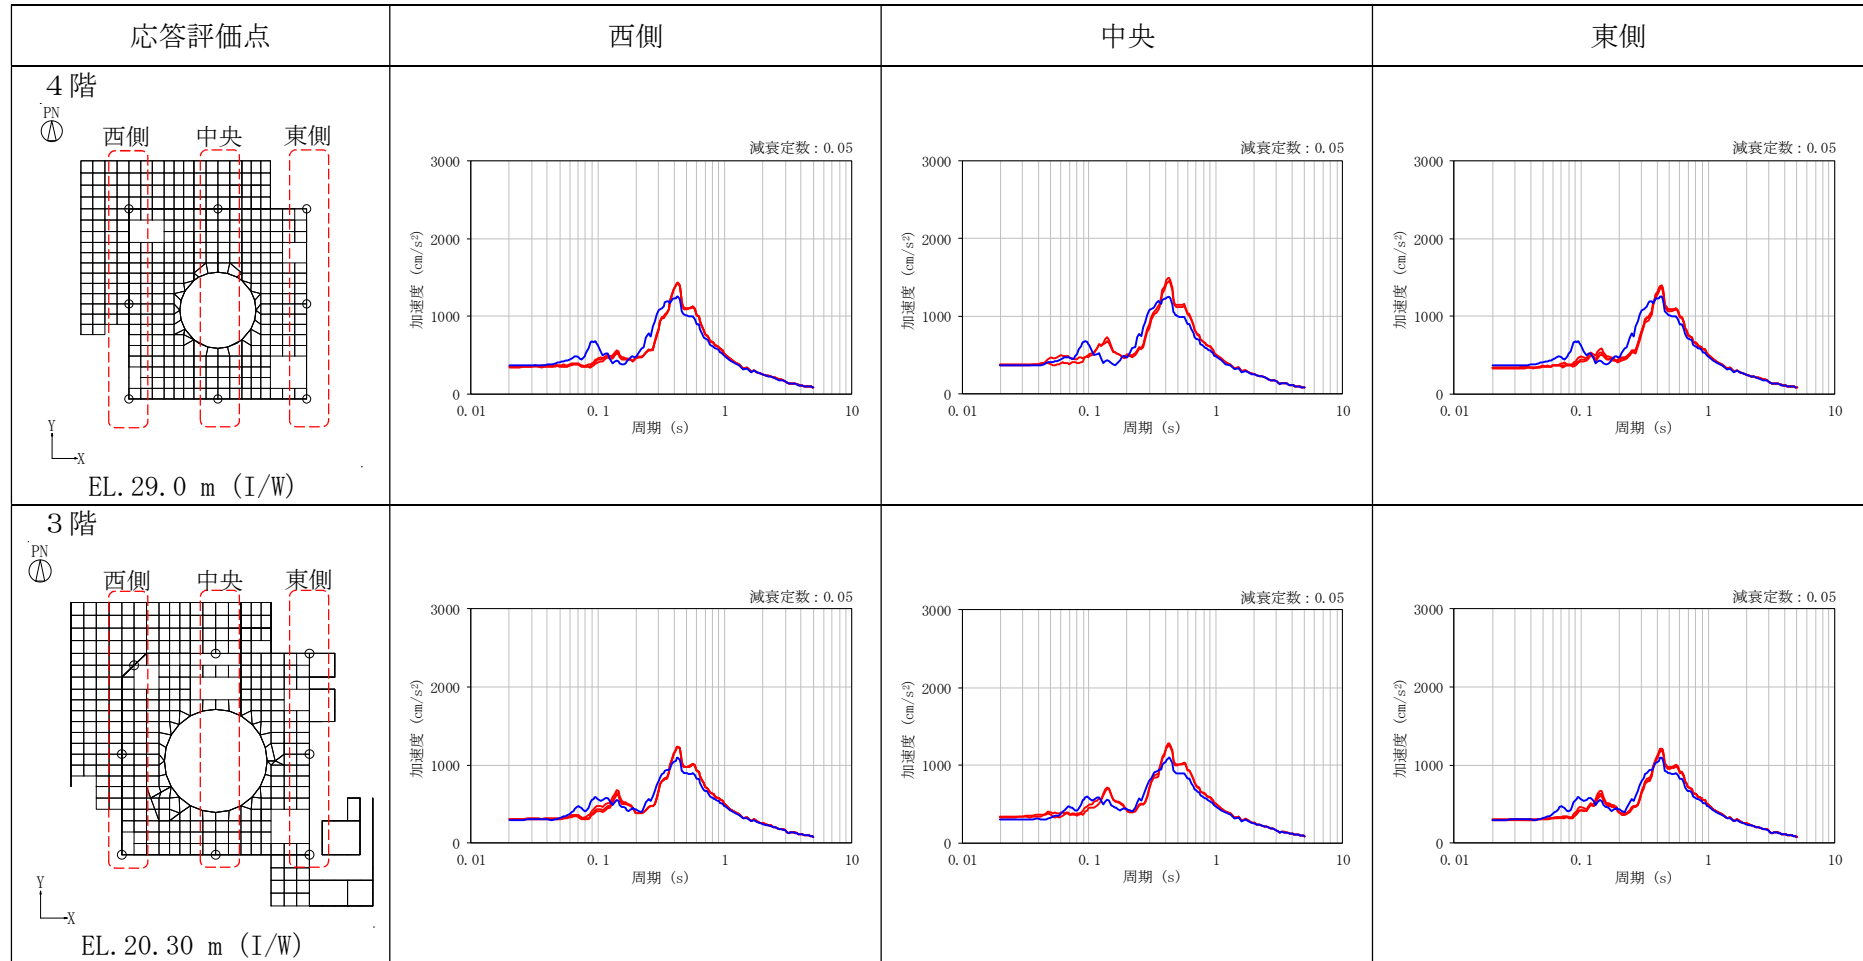 応答評価点
西側
中央
東側
４階
PN
西側 中央 東側
Y
X
EL.29.0 m (I/W)
減衰定数：0.05
3000
2000
1000
0
加速度 (cm/s²)
0.01 0.1 1 10
周期 (s)
減衰定数：0.05
3000
2000
1000
0
加速度 (cm/s²)
0.01 0.1 1 10
周期 (s)
減衰定数：0.05
3000
2000
1000
0
加速度 (cm/s²)
0.01 0.1 1 10
周期 (s)
３階
PN
西側 中央 東側
Y
X
EL.20.30 m (I/W)
減衰定数：0.05
3000
2000
1000
0
加速度 (cm/s²)
0.01 0.1 1 10
周期 (s)
減衰定数：0.05
3000
2000
1000
0
加速度 (cm/s²)
0.01 0.1 1 10
周期 (s)
減衰定数：0.05
3000
2000
1000
0
加速度 (cm/s²)
0.01 0.1 1 10
周期 (s)